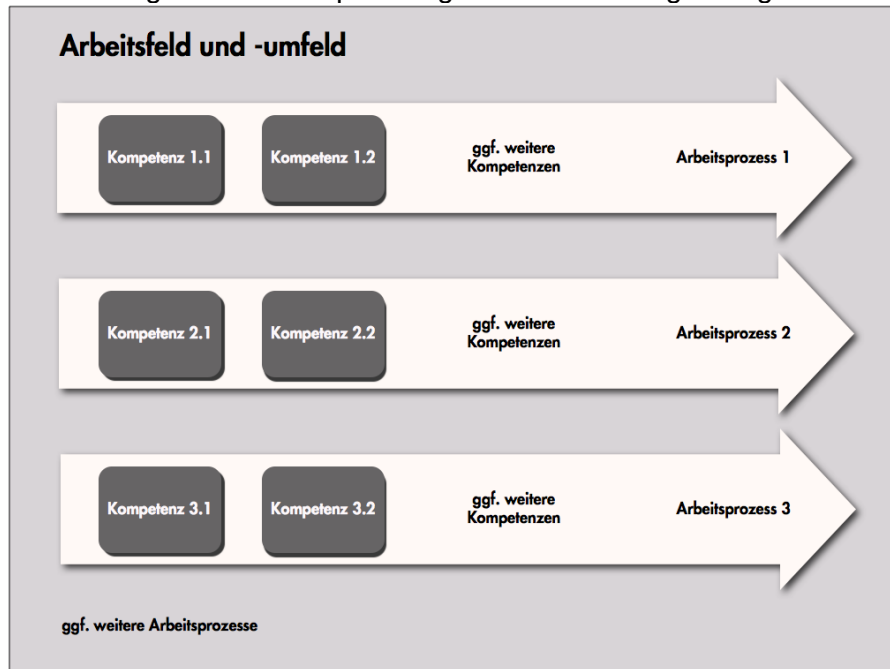 Arbeitsfeld und -umfeld
Kompetenz 1.1
Kompetenz 1.2
ggf. weitere
Kompetenzen
Arbeitsprozess 1
Kompetenz 2.1
Kompetenz 2.2
ggf. weitere
Kompetenzen
Arbeitsprozess 2
Kompetenz 3.1
Kompetenz 3.2
ggf. weitere
Kompetenzen
Arbeitsprozess 3
ggf. weitere Arbeitsprozesse